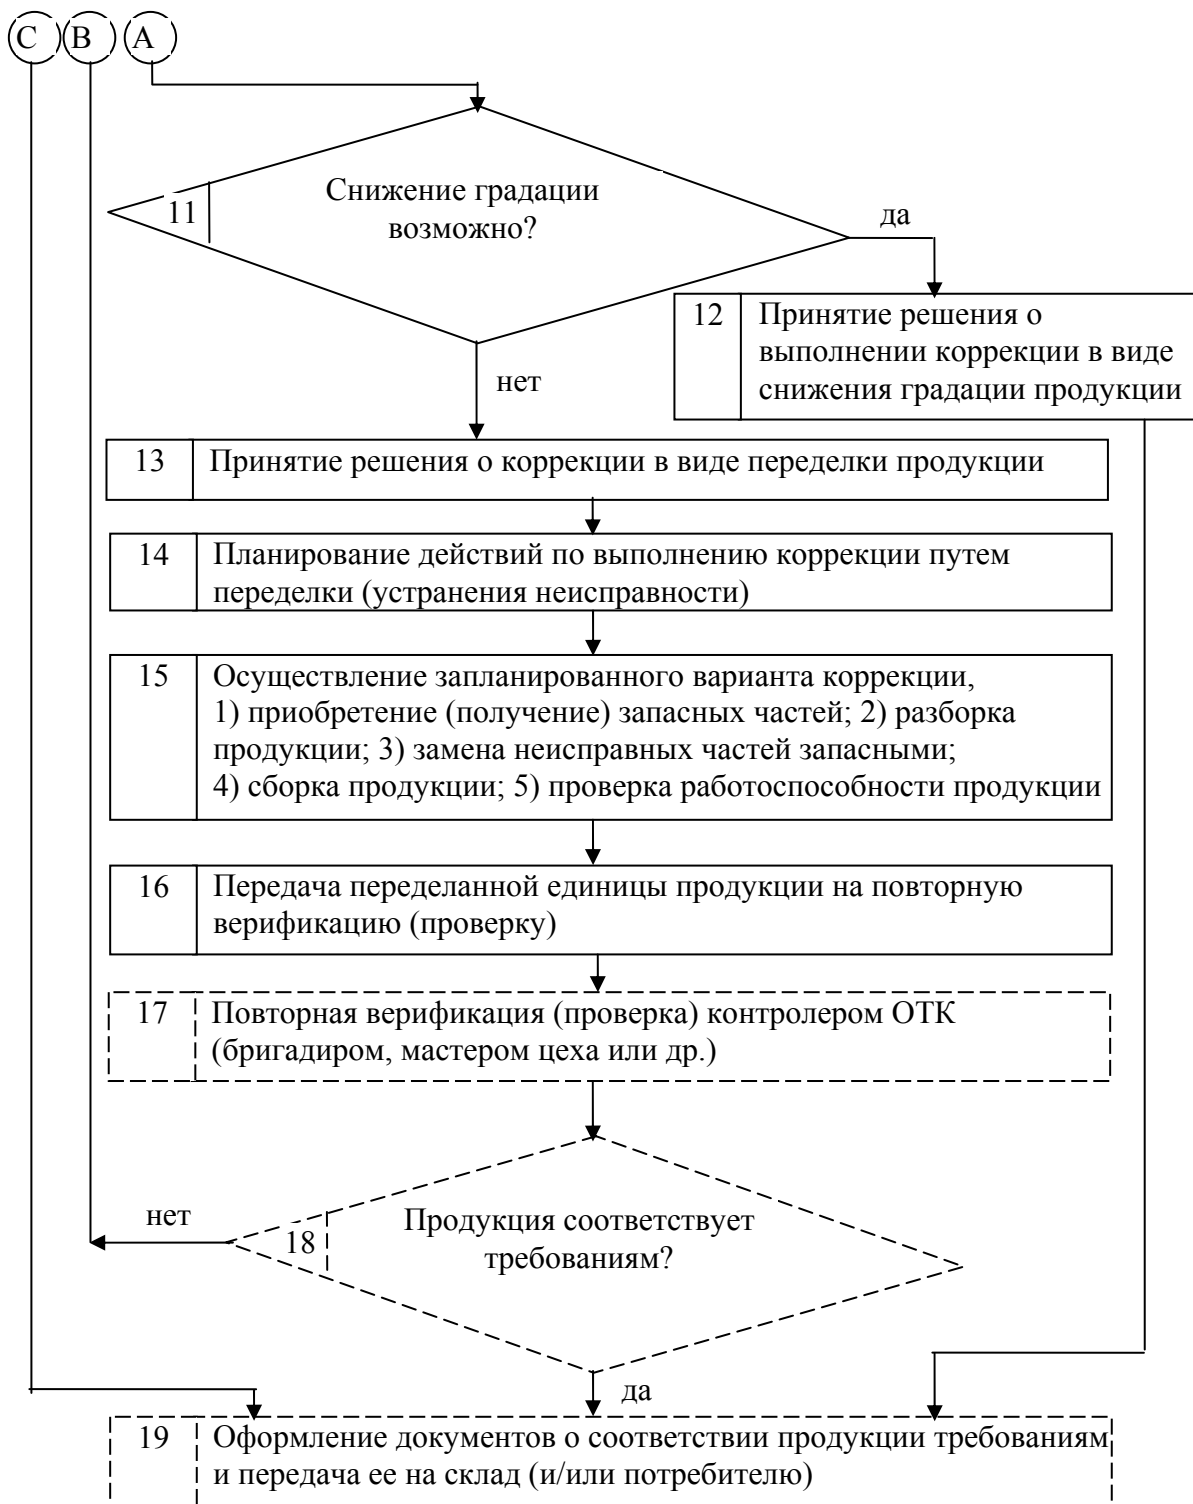 C B A
Снижение градации
11
возможно?
да
12 Принятие решения о
выполнении коррекции в виде
снижения градации продукции
нет
13 Принятие решения о коррекции в виде переделки продукции
14 Планирование действий по выполнению коррекции путем
переделки (устранения неисправности)
15 Осуществление запланированного варианта коррекции,
1) приобретение (получение) запасных частей; 2) разборка
продукции; 3) замена неисправных частей запасными;
4) сборка продукции; 5) проверка работоспособности продукции
16 Передача переделанной единицы продукции на повторную
верификацию (проверку)
17 Повторная верификация (проверка) контролером ОТК
(бригадиром, мастером цеха или др.)
нет
Продукция соответствует
18
требованиям?
да
19 Оформление документов о соответствии продукции требованиям
и передача ее на склад (и/или потребителю)